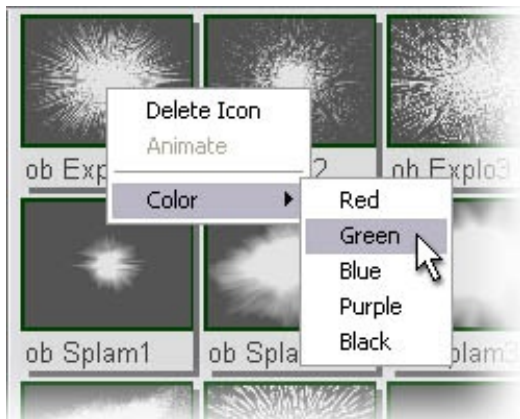 Delete Icon
Animate
ob Exp 2 ob Explo3
Color
Red
Green
Blue
Purple
Black
ob Splam1 ob Spla plam3